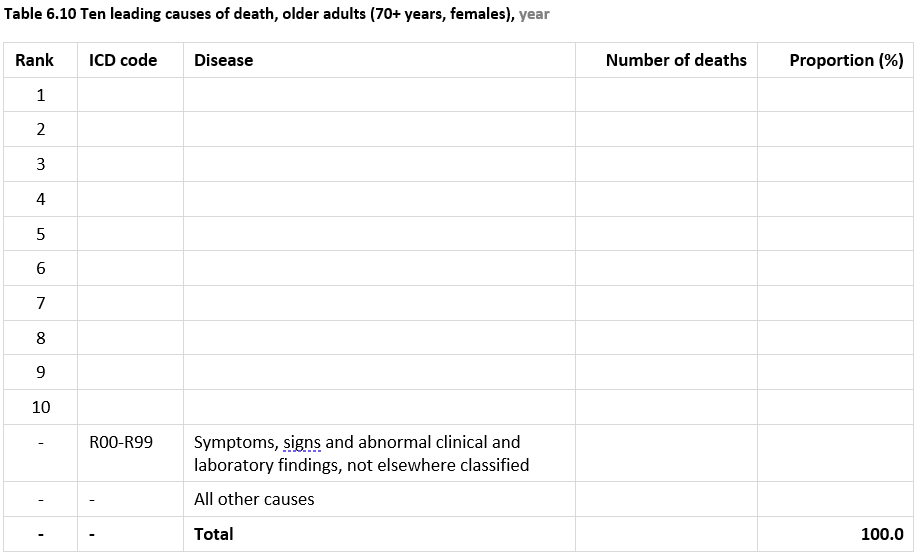 Table 6.10 Ten leading causes of death, older adults (70+ years, females), year
Rank ICD code Disease Number of deaths Proportion (%)
1
2
3
4
5
6
7
8
9
10
- R00-R99 Symptoms, signs and abnormal clinical and
laboratory findings, not elsewhere classified
- - All other causes
- - Total 100.0